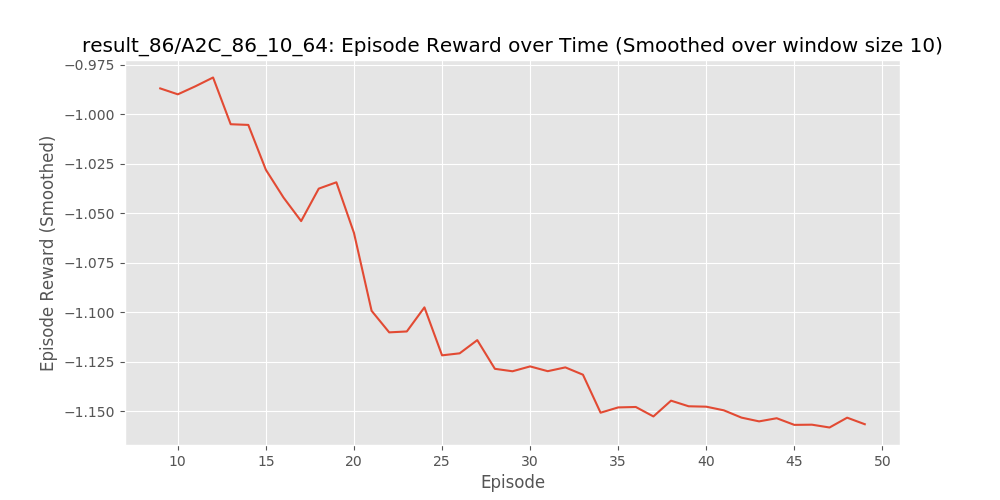 result_86/A2C_86_10_64: Episode Reward over Time (Smoothed over window size 10)
−0.975
−1.000
−1.025
−1.050
−1.075
−1.100
−1.125
−1.150
Episode Reward (Smoothed)
10 15 20 25 30 35 40 45 50
Episode